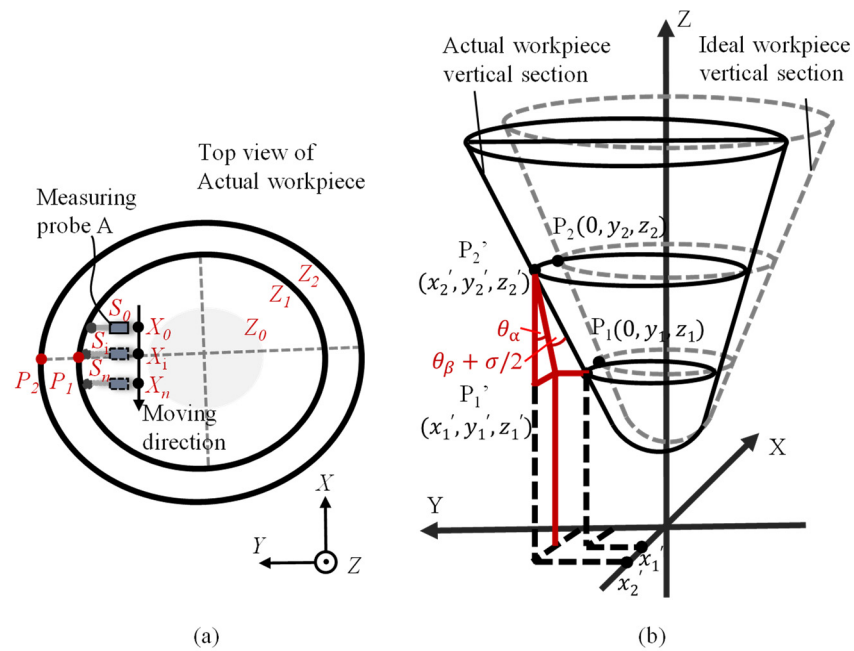 Top view of
Actual workpiece
Measuring
probe A
Z₂
Z₁
Z₀
S₀
X₀
Sᵢ
Xᵢ
Sₙ
Xₙ
P₂
P₁
Moving
direction
X
Y
Z
(a)
Actual workpiece
vertical section
Z
Ideal workpiece
vertical section
P₂(0, y₂, z₂)
P₂’
(x₂′, y₂′, z₂′)
θα
P₁(0, y₁, z₁)
θβ + σ/2
P₁’
(x₁′, y₁′, z₁′)
X
Y
x₁′
x₂′
(b)